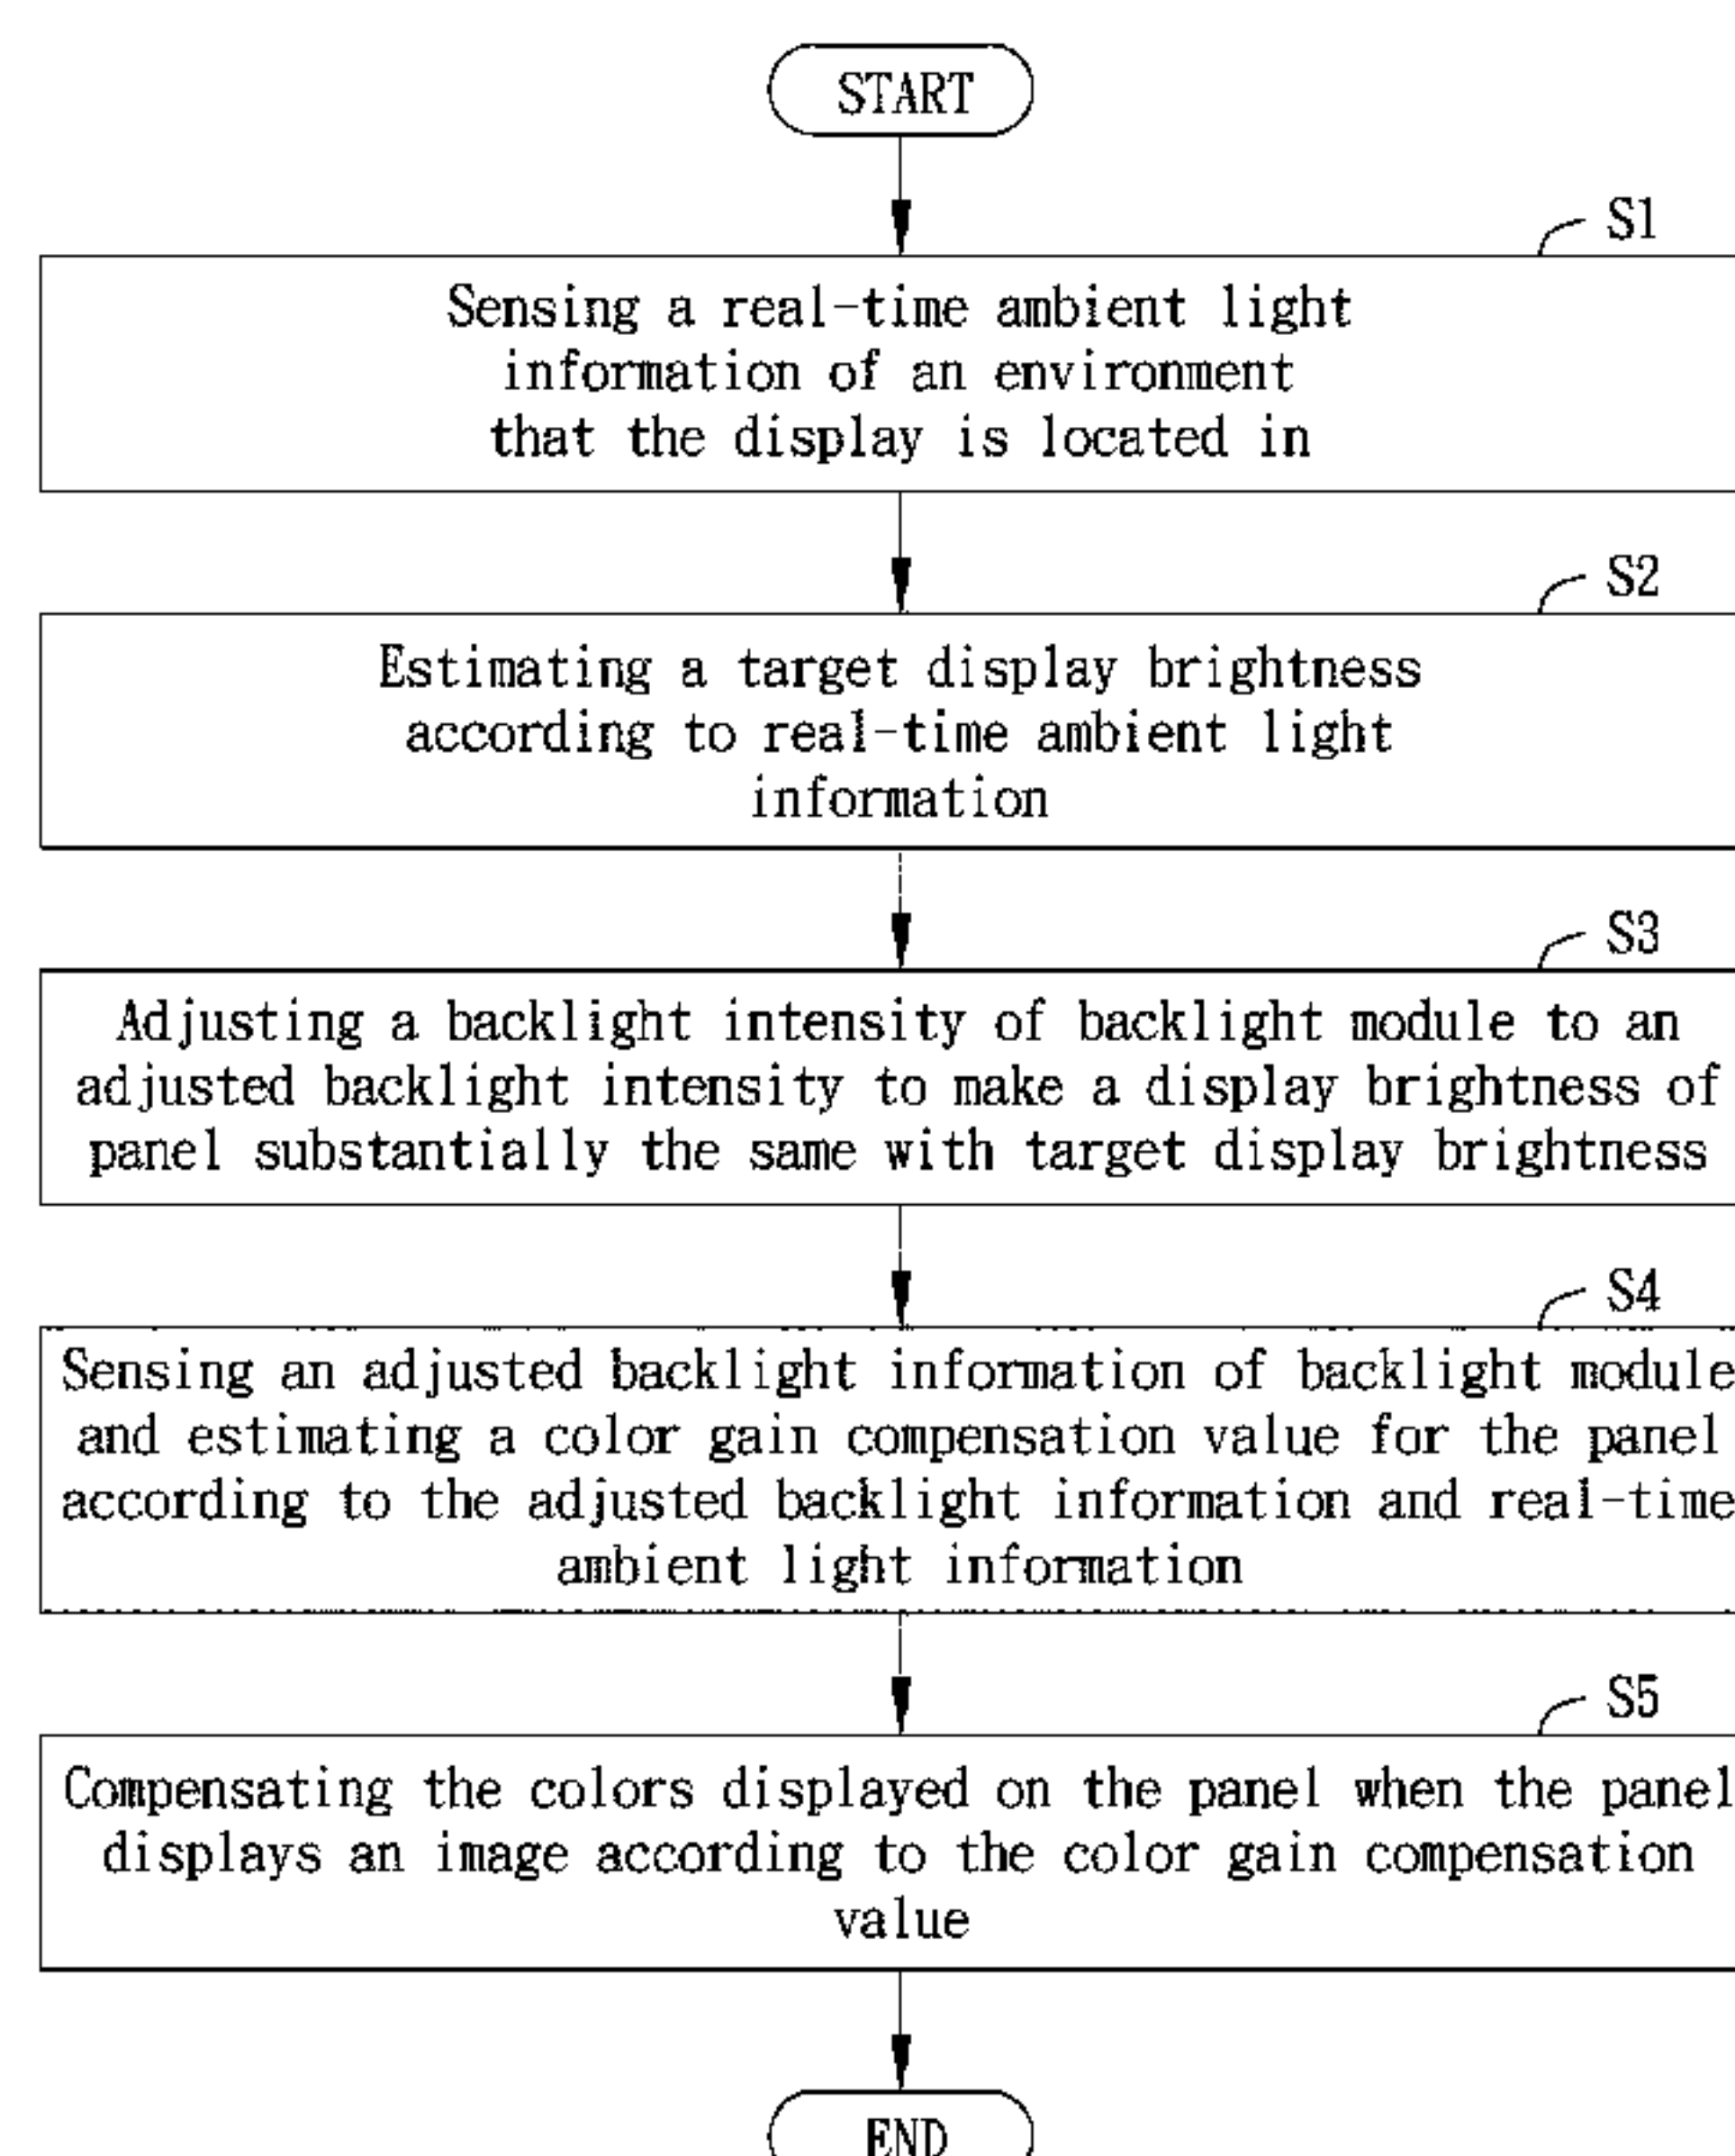 START
S1
Sensing a real-time ambient light
information of an environment
that the display is located in
S2
Estimating a target display brightness
according to real-time ambient light
information
S3
Adjusting a backlight intensity of backlight module to an
adjusted backlight intensity to make a display brightness of
panel substantially the same with target display brightness
S4
Sensing an adjusted backlight information of backlight module
and estimating a color gain compensation value for the panel
according to the adjusted backlight information and real-time
ambient light information
S5
Compensating the colors displayed on the panel when the panel
displays an image according to the color gain compensation
value
END